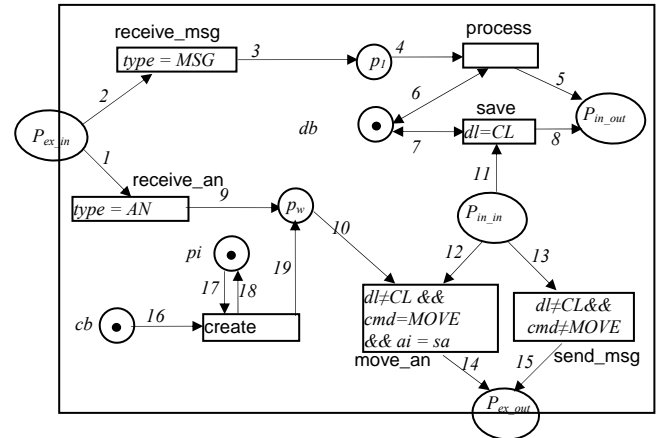 receive_msg
process
type = MSG
3
p1
4
2
5
6
db
save
Pin_out
Pex_in
dl=CL
7
8
1
11
receive_an
type = AN
9
pw
Pin_in
10
12
13
pi
19
17
18
dl≠CL &&
cmd=MOVE
&& ai = sa
dl≠CL&&
cmd≠MOVE
cb
16
create
move_an
send_msg
14
15
Pex_out